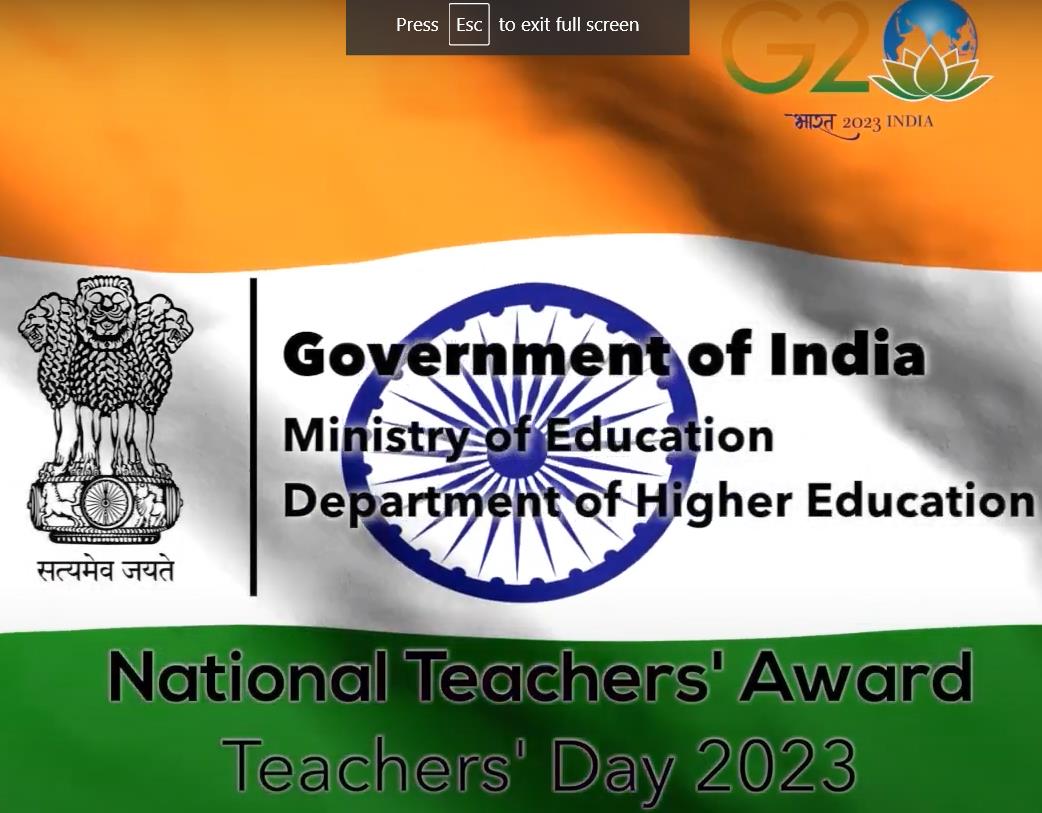 Press Esc to exit full screen
G20
भारत 2023 INDIA
Government of India
Ministry of Education
Department of Higher Education
सत्यमेव जयते
National Teachers' Award
Teachers' Day 2023